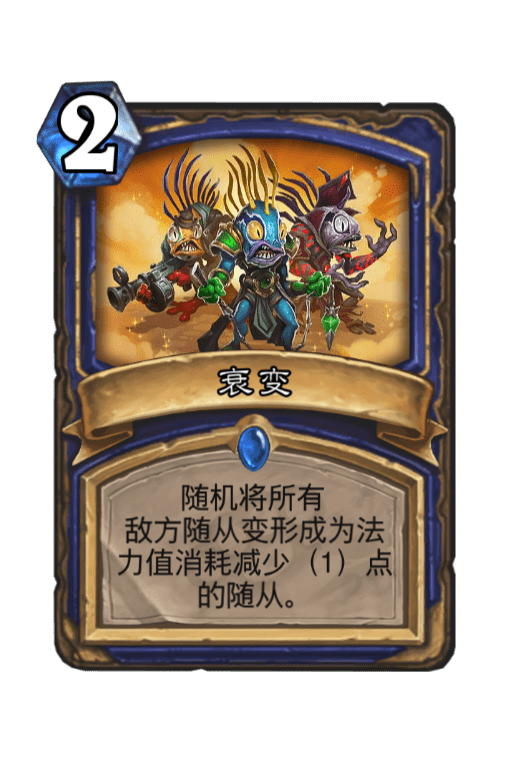 2
衰变
随机将所有
敌方随从变形成为法
力值消耗减少（1）点
的随从。